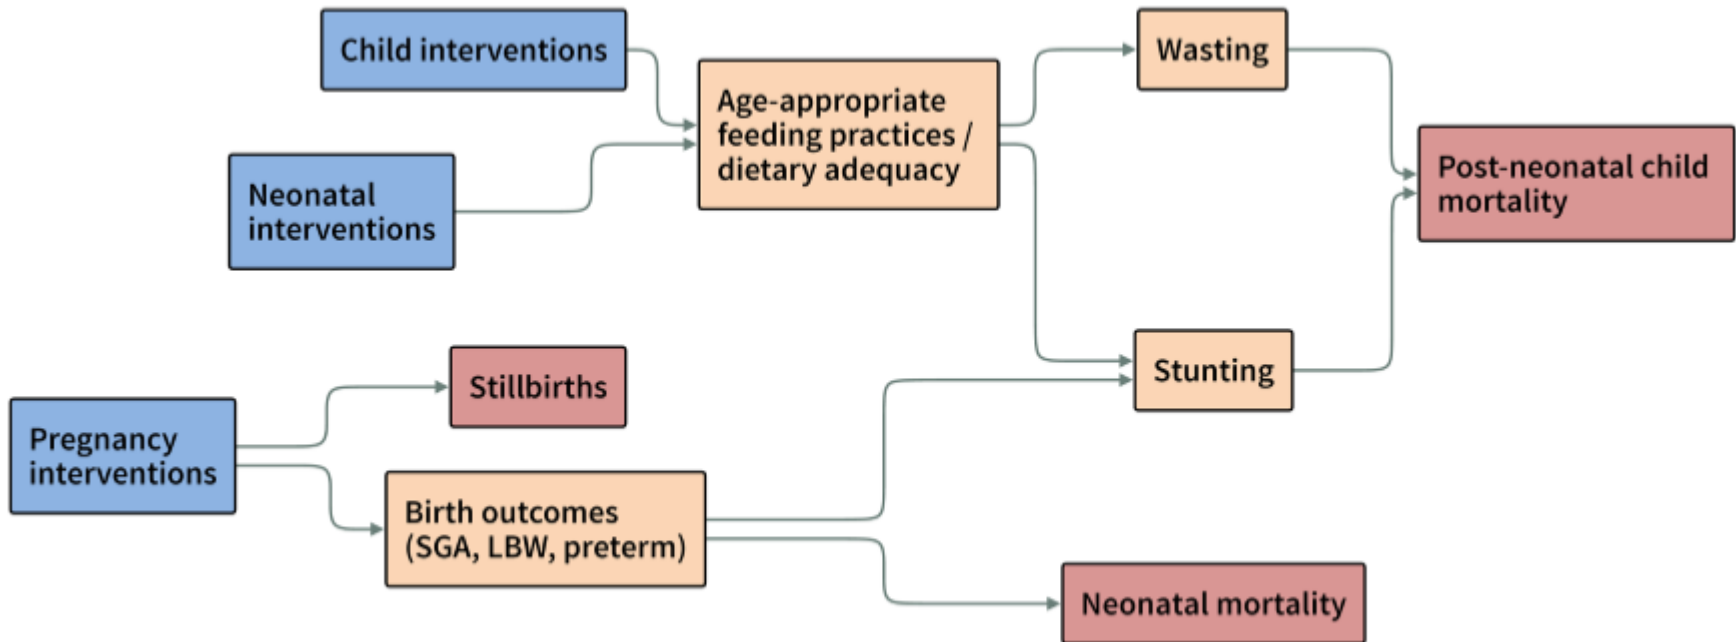 Child interventions
Wasting
Age-appropriate
feeding practices /
dietary adequacy
Post-neonatal child
mortality
Neonatal
interventions
Stillbirths
Stunting
Pregnancy
interventions
Birth outcomes
(SGA, LBW, preterm)
Neonatal mortality